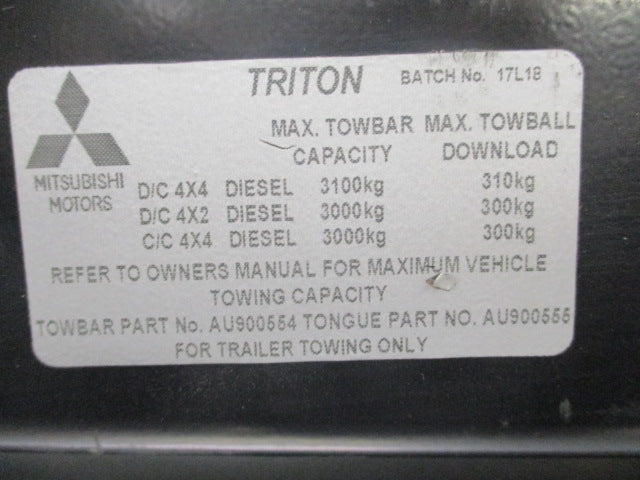 TRITON BATCH No. 17L18
MAX. TOWBAR MAX. TOWBALL
CAPACITY DOWNLOAD
MITSUBISHI
MOTORS
D/C 4X4 DIESEL 3100kg 310kg
D/C 4X2 DIESEL 3000kg 300kg
C/C 4X4 DIESEL 3000kg 300kg
REFER TO OWNERS MANUAL FOR MAXIMUM VEHICLE
TOWING CAPACITY
TOWBAR PART No. AU900554 TONGUE PART NO. AU900555
FOR TRAILER TOWING ONLY